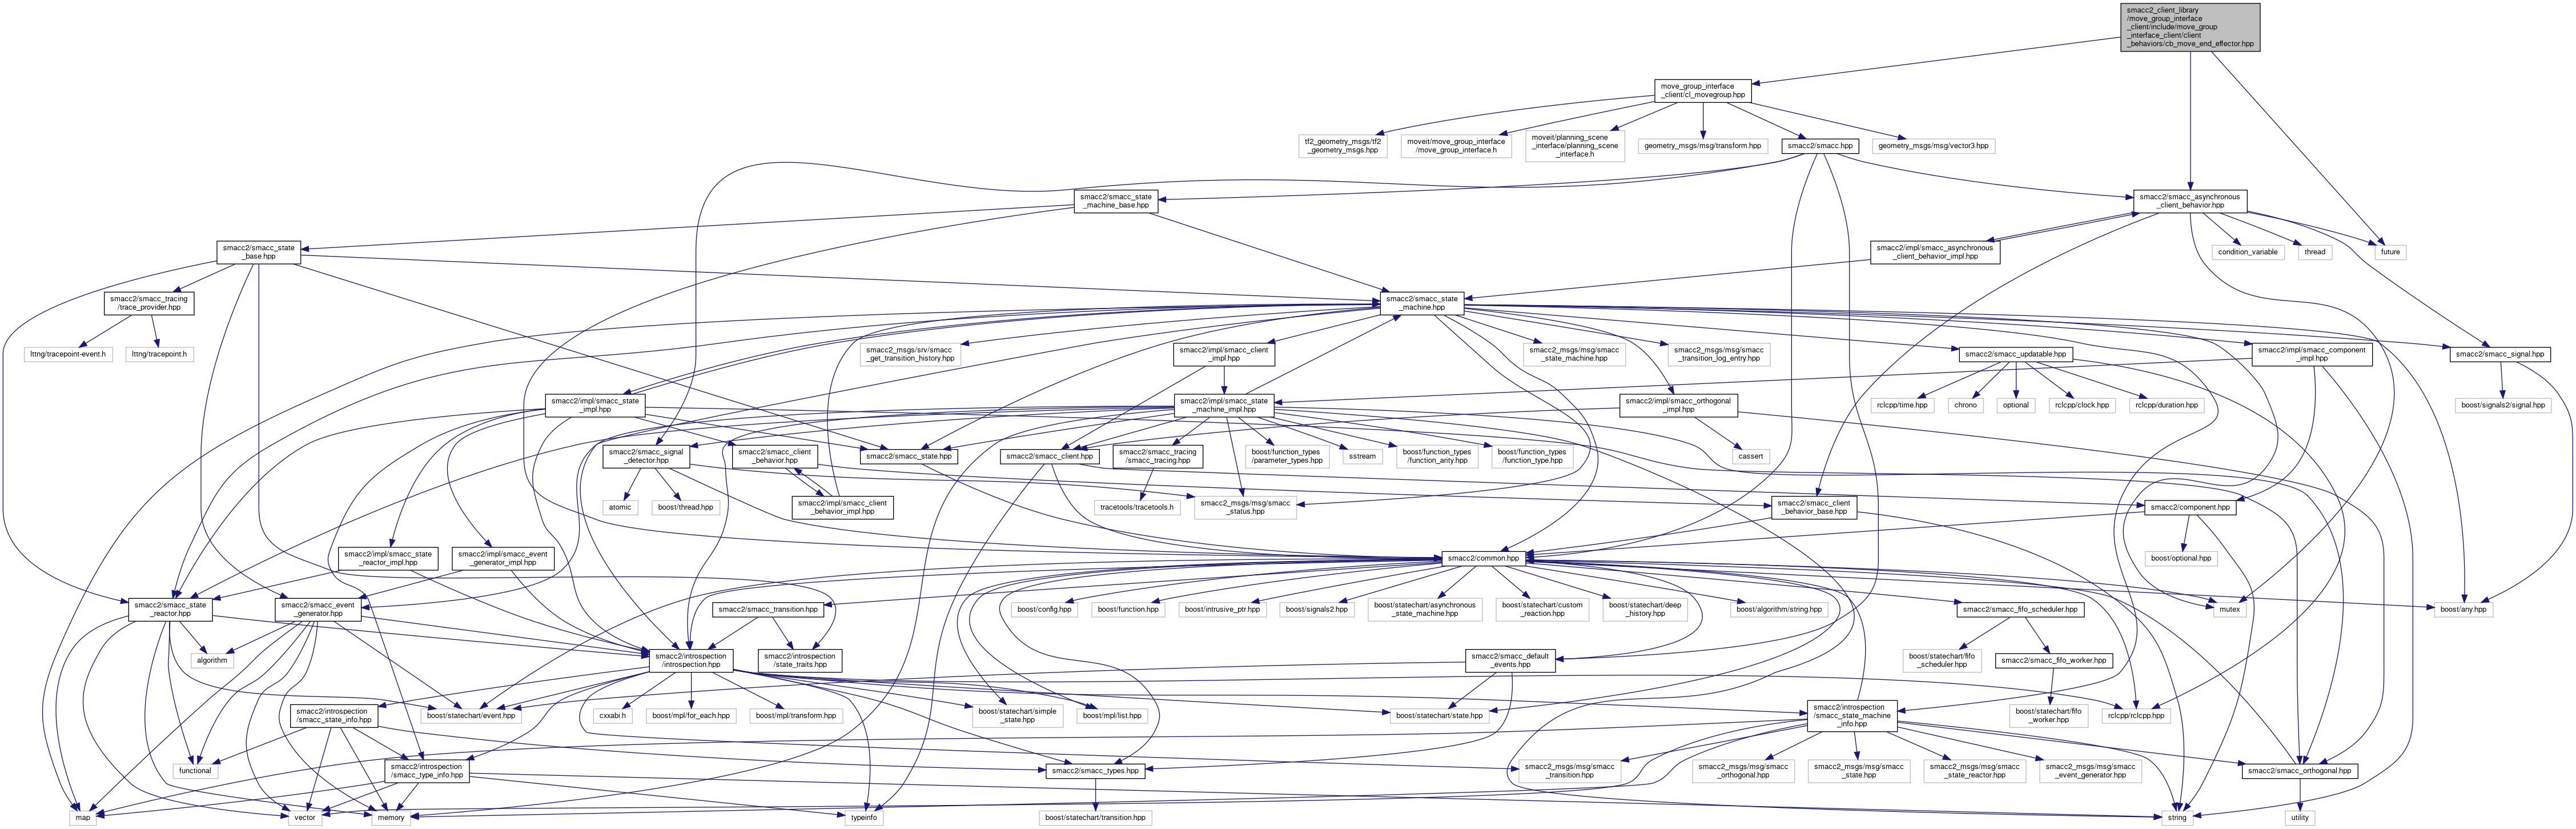 smacc2_client_library
/move_group_interface
_client/include/move_group
_interface_client/client
_behaviors/cb_move_end_effector.hpp
move_group_interface
_client/cl_movegroup.hpp
tf2_geometry_msgs/tf2
_geometry_msgs.hpp
moveit/move_group_interface
/move_group_interface.h
moveit/planning_scene
_interface/planning_scene
_interface.h
geometry_msgs/msg/transform.hpp
smacc2/smacc.hpp
geometry_msgs/msg/vector3.hpp
smacc2/smacc_state
_machine_base.hpp
smacc2/smacc_asynchronous
_client_behavior.hpp
smacc2/smacc_state
_base.hpp
smacc2/impl/smacc_asynchronous
_client_behavior_impl.hpp
condition_variable
thread
future
smacc2/smacc_tracing
/trace_provider.hpp
smacc2/smacc_state
_machine.hpp
lttng/tracepoint-event.h
lttng/tracepoint.h
smacc2_msgs/srv/smacc
_get_transition_history.hpp
smacc2/impl/smacc_client
_impl.hpp
smacc2_msgs/msg/smacc
_state_machine.hpp
smacc2_msgs/msg/smacc
_transition_log_entry.hpp
smacc2/smacc_updatable.hpp
smacc2/impl/smacc_component
_impl.hpp
smacc2/smacc_signal.hpp
smacc2/impl/smacc_state
_impl.hpp
smacc2/impl/smacc_state
_machine_impl.hpp
smacc2/impl/smacc_orthogonal
_impl.hpp
rclcpp/time.hpp
chrono
optional
rclcpp/clock.hpp
rclcpp/duration.hpp
boost/signals2/signal.hpp
smacc2/smacc_signal
_detector.hpp
smacc2/smacc_client
_behavior.hpp
smacc2/smacc_state.hpp
smacc2/smacc_client.hpp
smacc2/smacc_tracing
/smacc_tracing.hpp
boost/function_types
/parameter_types.hpp
sstream
boost/function_types
/function_arity.hpp
boost/function_types
/function_type.hpp
cassert
atomic
boost/thread.hpp
smacc2/impl/smacc_client
_behavior_impl.hpp
tracetools/tracetools.h
smacc2_msgs/msg/smacc
_status.hpp
smacc2/smacc_client
_behavior_base.hpp
smacc2/component.hpp
smacc2/impl/smacc_state
_reactor_impl.hpp
smacc2/impl/smacc_event
_generator_impl.hpp
smacc2/common.hpp
boost/optional.hpp
smacc2/smacc_state
_reactor.hpp
smacc2/smacc_event
_generator.hpp
smacc2/smacc_transition.hpp
boost/config.hpp
boost/function.hpp
boost/intrusive_ptr.hpp
boost/signals2.hpp
boost/statechart/asynchronous
_state_machine.hpp
boost/statechart/custom
_reaction.hpp
boost/statechart/deep
_history.hpp
boost/algorithm/string.hpp
smacc2/smacc_fifo_scheduler.hpp
mutex
boost/any.hpp
algorithm
smacc2/introspection
/introspection.hpp
smacc2/introspection
/state_traits.hpp
smacc2/smacc_default
_events.hpp
boost/statechart/fifo
_scheduler.hpp
smacc2/smacc_fifo_worker.hpp
smacc2/introspection
/smacc_state_info.hpp
boost/statechart/event.hpp
cxxabi.h
boost/mpl/for_each.hpp
boost/mpl/transform.hpp
boost/statechart/simple
_state.hpp
boost/mpl/list.hpp
boost/statechart/state.hpp
smacc2/introspection
/smacc_state_machine
_info.hpp
boost/statechart/fifo
_worker.hpp
rclcpp/rclcpp.hpp
functional
smacc2/introspection
/smacc_type_info.hpp
smacc2/smacc_types.hpp
smacc2_msgs/msg/smacc
_transition.hpp
smacc2_msgs/msg/smacc
_orthogonal.hpp
smacc2_msgs/msg/smacc
_state.hpp
smacc2_msgs/msg/smacc
_state_reactor.hpp
smacc2_msgs/msg/smacc
_event_generator.hpp
smacc2/smacc_orthogonal.hpp
map
vector
memory
typeinfo
boost/statechart/transition.hpp
string
utility